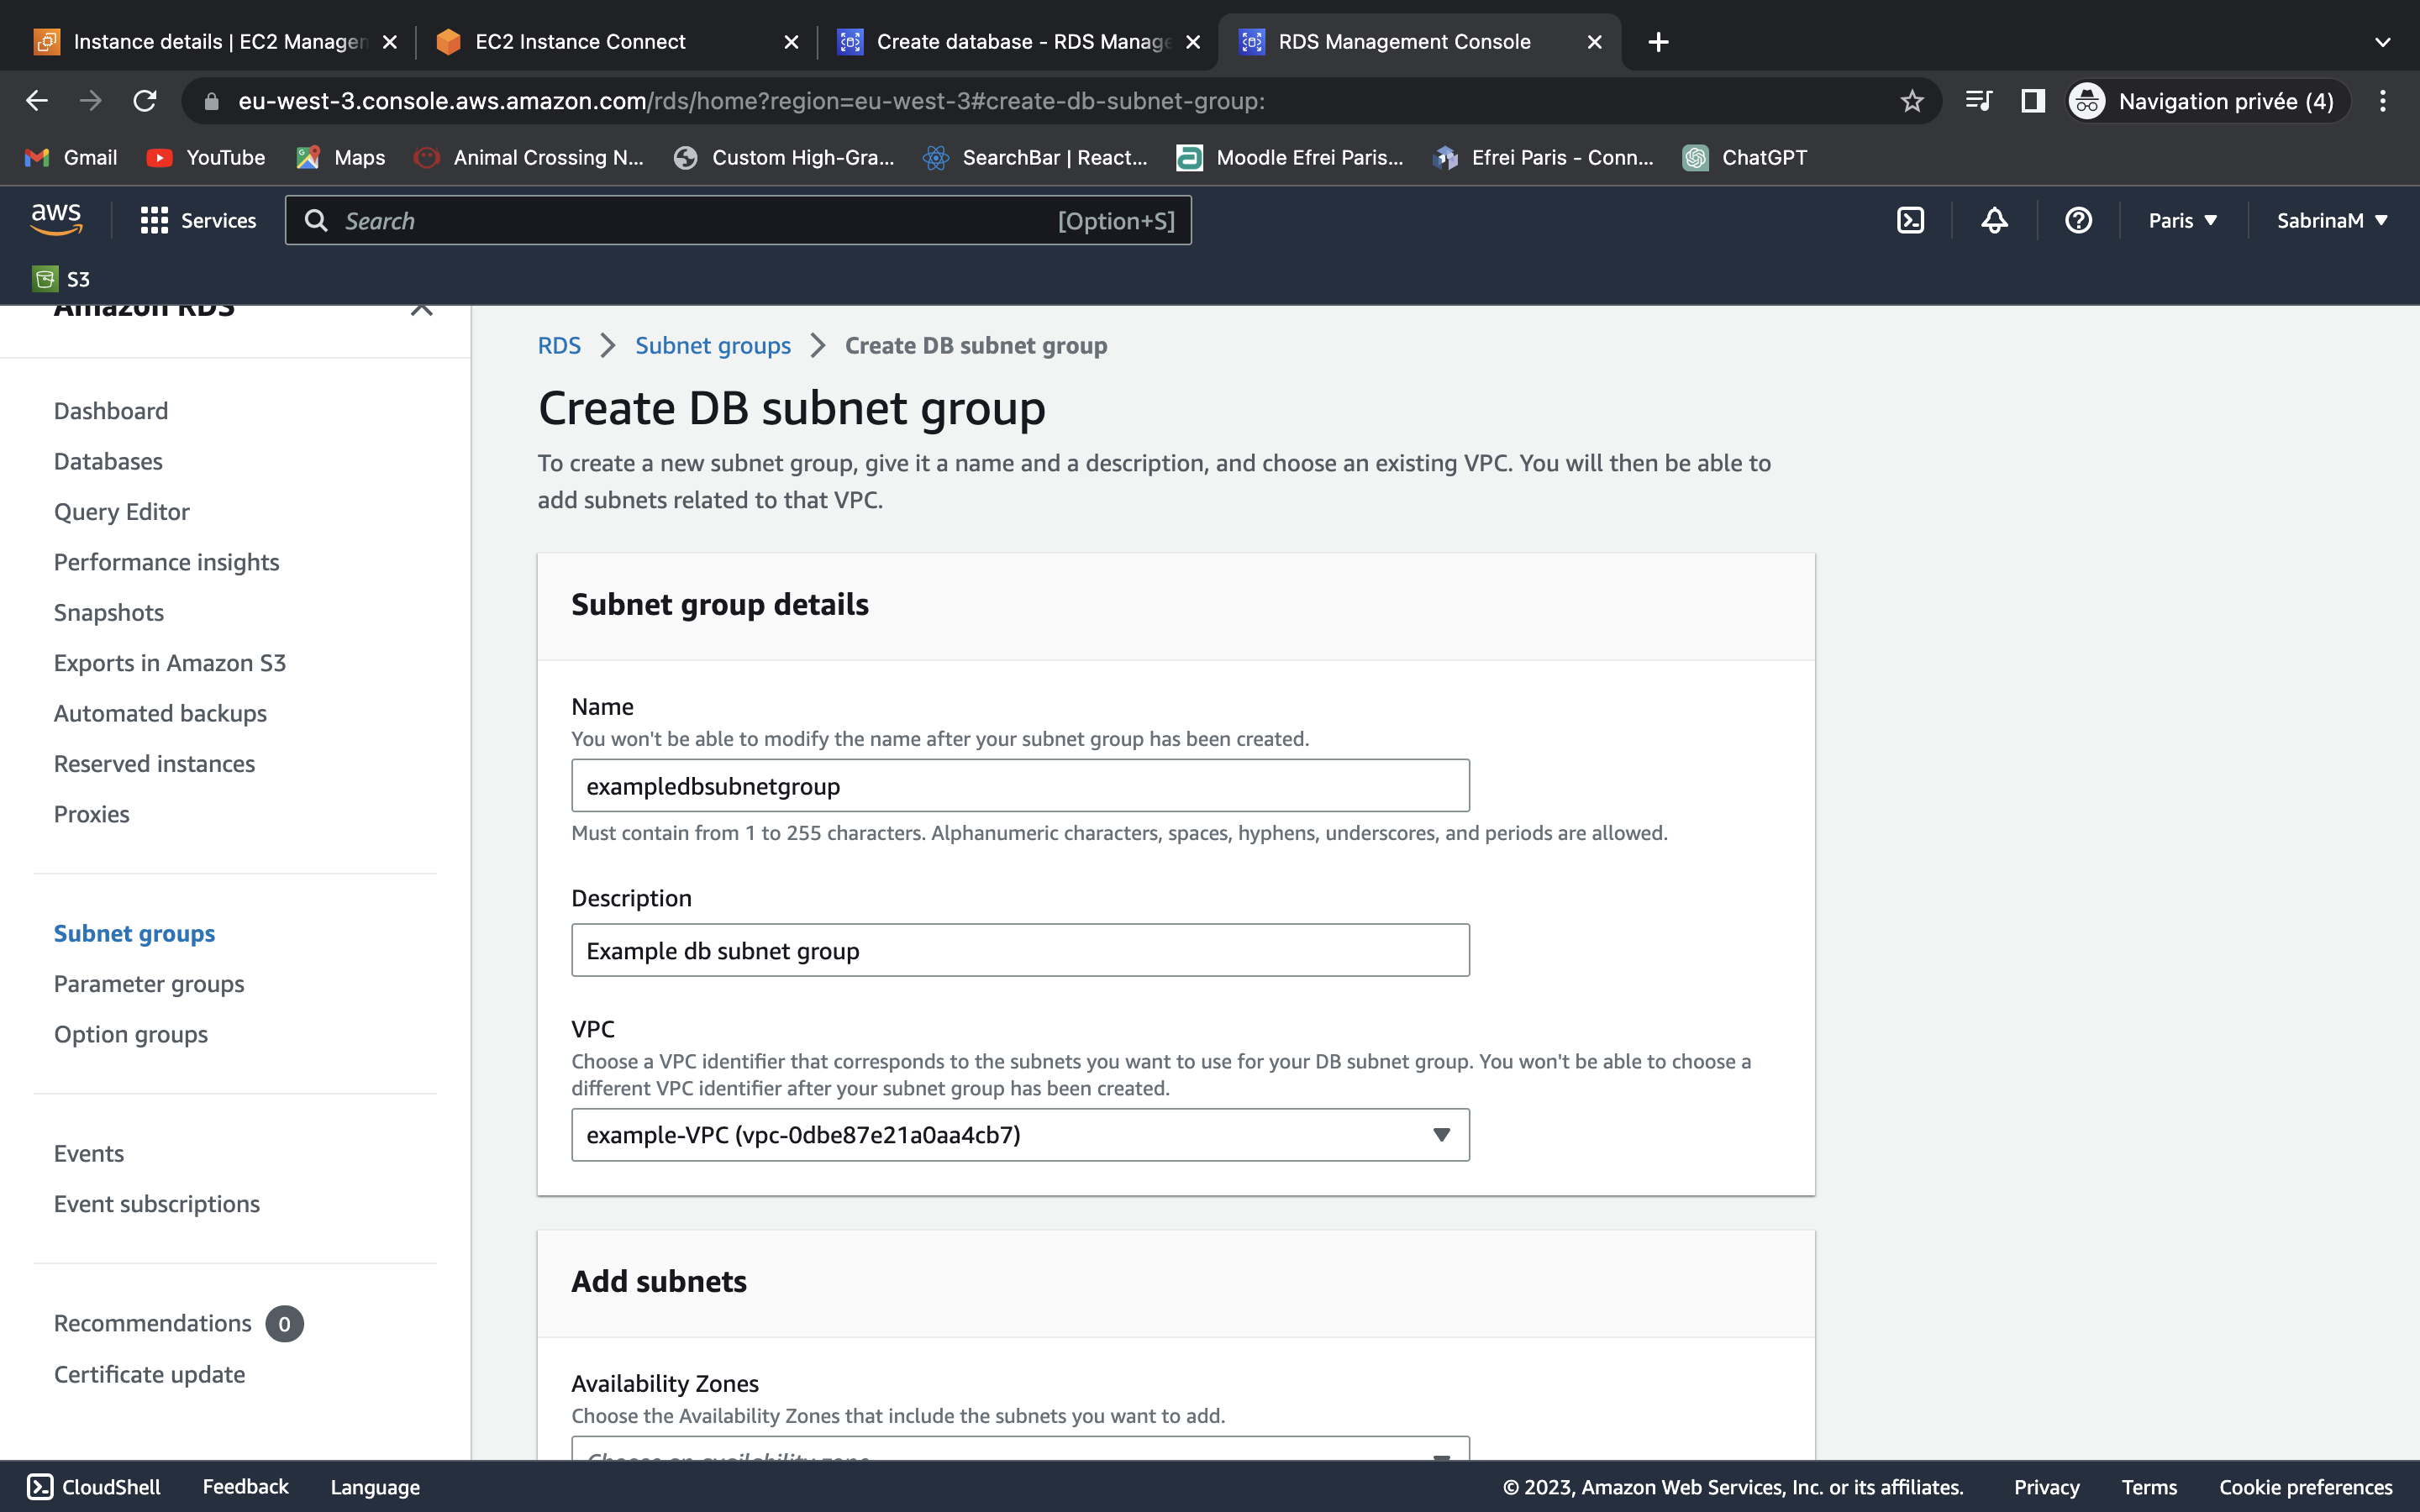 Instance details | EC2 Managen
EC2 Instance Connect
Create database - RDS Manage
RDS Management Console
eu-west-3.console.aws.amazon.com/rds/home?region=eu-west-3#create-db-subnet-group:
Navigation privée (4)
Gmail
YouTube
Maps
Animal Crossing N...
Custom High-Gra...
SearchBar | React...
Moodle Efrei Paris...
Efrei Paris - Conn...
ChatGPT
aws
Services
Search
[Option+S]
Paris
SabrinaM
S3
Amazon RDS
Dashboard
Databases
Query Editor
Performance insights
Snapshots
Exports in Amazon S3
Automated backups
Reserved instances
Proxies
Subnet groups
Parameter groups
Option groups
Events
Event subscriptions
Recommendations 0
Certificate update
RDS > Subnet groups > Create DB subnet group
Create DB subnet group
To create a new subnet group, give it a name and a description, and choose an existing VPC. You will then be able to
add subnets related to that VPC.
Subnet group details
Name
You won't be able to modify the name after your subnet group has been created.
exampledbsubnetgroup
Must contain from 1 to 255 characters. Alphanumeric characters, spaces, hyphens, underscores, and periods are allowed.
Description
Example db subnet group
VPC
Choose a VPC identifier that corresponds to the subnets you want to use for your DB subnet group. You won't be able to choose a
different VPC identifier after your subnet group has been created.
example-VPC (vpc-0dbe87e21a0aa4cb7)
Add subnets
Availability Zones
Choose the Availability Zones that include the subnets you want to add.
Choose an availability zone
CloudShell
Feedback
Language
© 2023, Amazon Web Services, Inc. or its affiliates.
Privacy
Terms
Cookie preferences